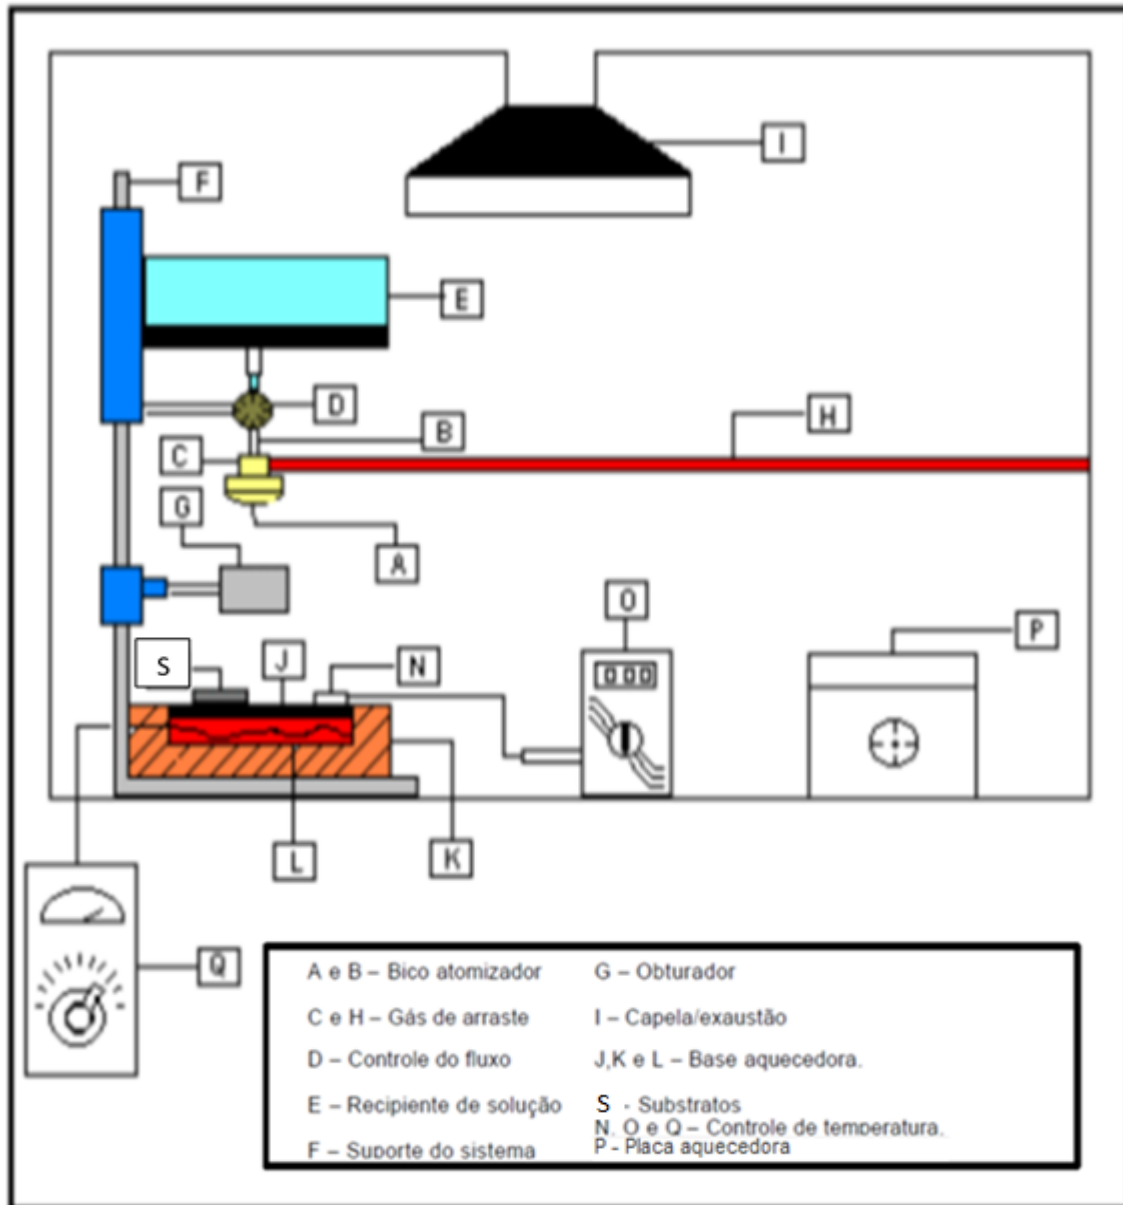 I
F
E
D
B
H
C
G
A
O
P
S
J
N
000
L
K
Q
A e B – Bico atomizador
G – Obturador
C e H – Gás de arraste
I – Capela/exaustão
D – Controle do fluxo
J,K e L – Base aquecedora.
E – Recipiente de solução
S - Substratos
N, O e Q – Controle de temperatura.
F – Suporte do sistema
P - Placa aquecedora